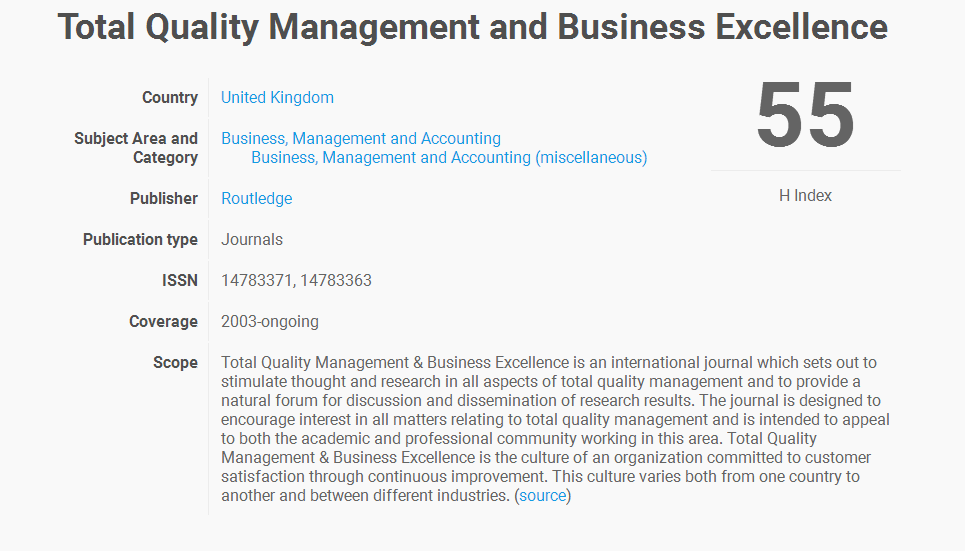 Total Quality Management and Business Excellence
Country
United Kingdom
Subject Area and
Category
Business, Management and Accounting
Business, Management and Accounting (miscellaneous)
Publisher
Routledge
Publication type
Journals
ISSN
14783371, 14783363
Coverage
2003-ongoing
Scope
Total Quality Management & Business Excellence is an international journal which sets out to
stimulate thought and research in all aspects of total quality management and to provide a
natural forum for discussion and dissemination of research results. The journal is designed to
encourage interest in all matters relating to total quality management and is intended to appeal
to both the academic and professional community working in this area. Total Quality
Management & Business Excellence is the culture of an organization committed to customer
satisfaction through continuous improvement. This culture varies both from one country to
another and between different industries. (source)
55
H Index